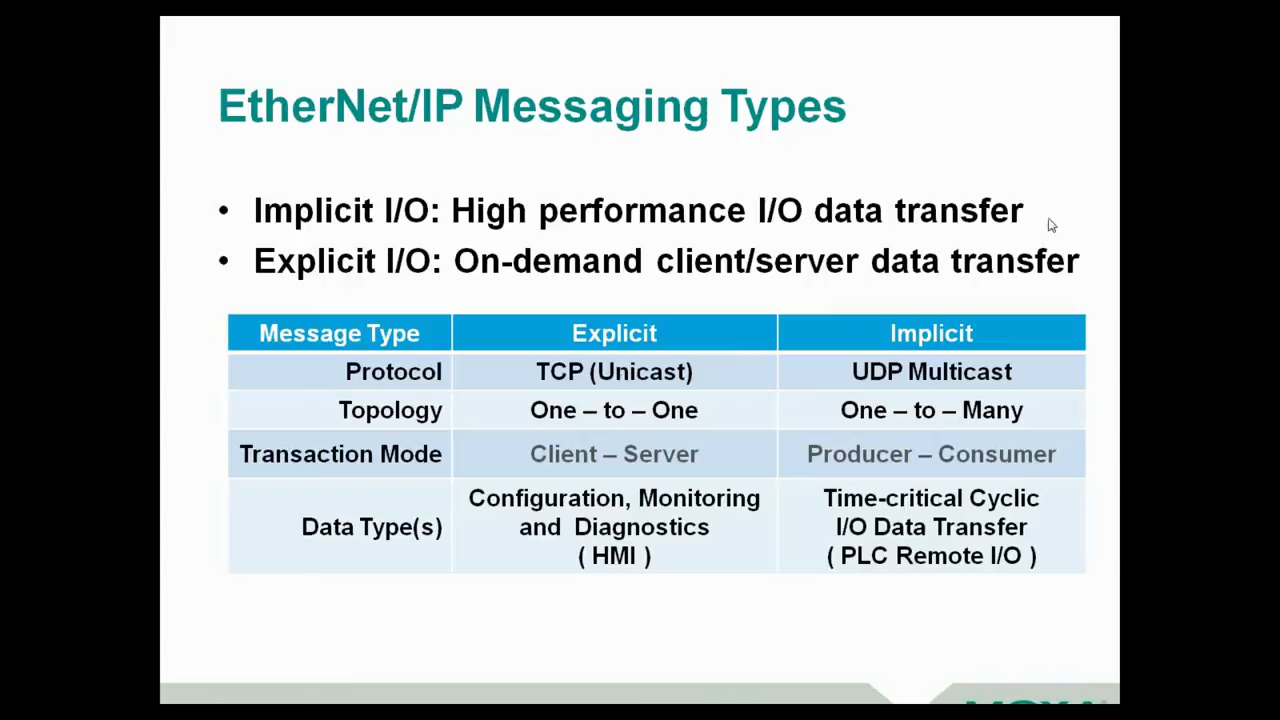 EtherNet/IP Messaging Types
• Implicit I/O: High performance I/O data transfer
• Explicit I/O: On-demand client/server data transfer
Message Type Explicit Implicit
Protocol TCP (Unicast) UDP Multicast
Topology One – to – One One – to – Many
Transaction Mode Client – Server Producer – Consumer
Data Type(s) Configuration, Monitoring and Diagnostics ( HMI ) Time-critical Cyclic I/O Data Transfer ( PLC Remote I/O )